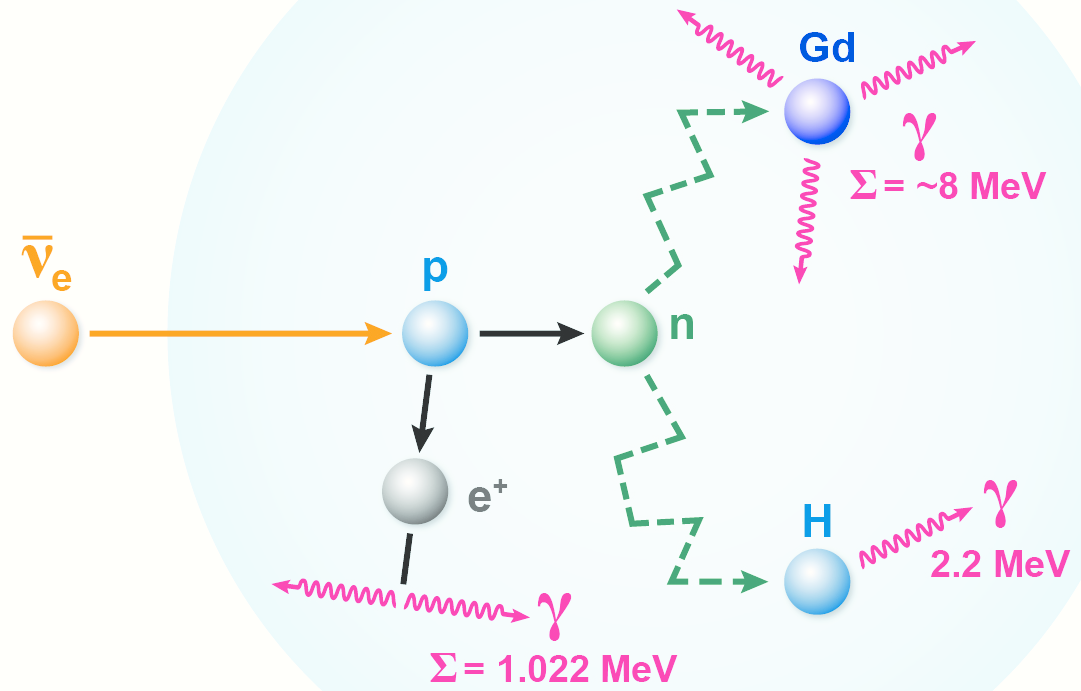 Gd
γ
Σ = ~8 MeV
ν̅e
p
n
e⁺
H
γ
2.2 MeV
γ
Σ = 1.022 MeV